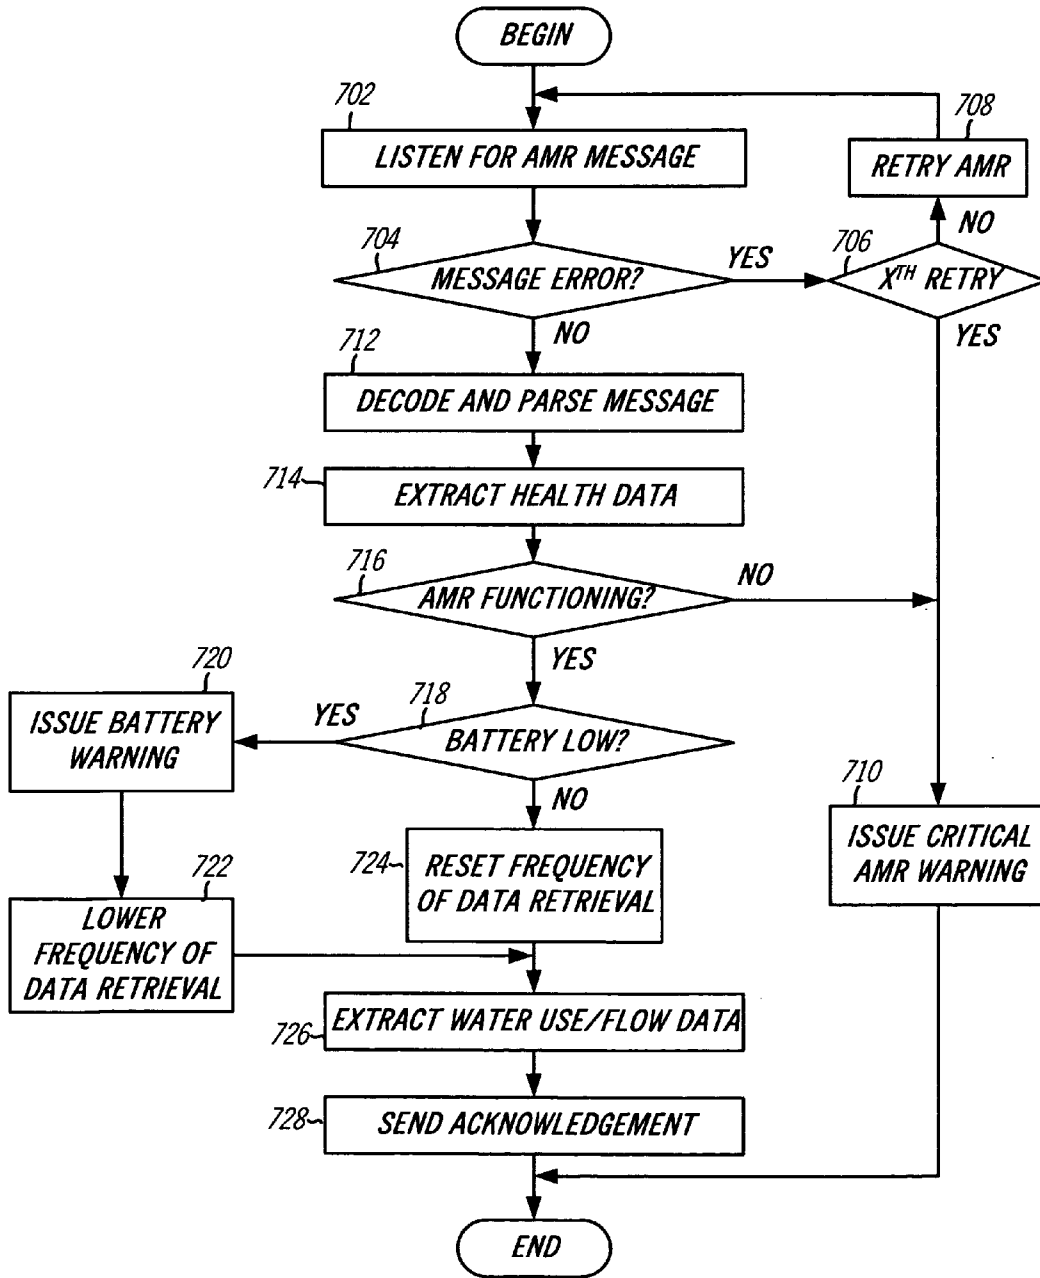 BEGIN
702
708
LISTEN FOR AMR MESSAGE
RETRY AMR
NO
704
706
MESSAGE ERROR?
YES
XTH RETRY
NO
YES
712
DECODE AND PARSE MESSAGE
714
EXTRACT HEALTH DATA
716
NO
AMR FUNCTIONING?
YES
720
718
ISSUE BATTERY
WARNING
YES
BATTERY LOW?
NO
710
724
RESET FREQUENCY
OF DATA RETRIEVAL
ISSUE CRITICAL
AMR WARNING
722
LOWER
FREQUENCY OF
DATA RETRIEVAL
EXTRACT WATER USE/FLOW DATA
726
728
SEND ACKNOWLEDGEMENT
END